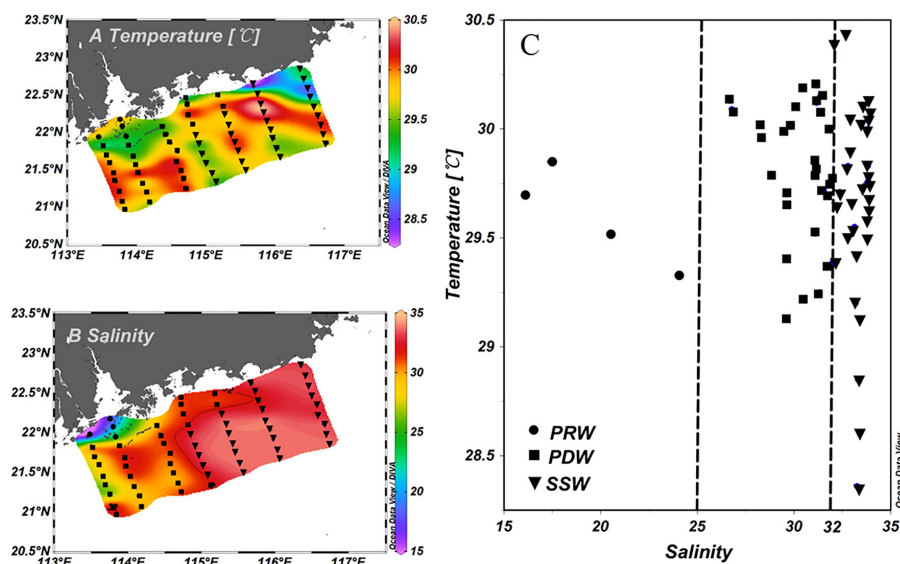 A Temperature [℃]
23.5°N
23°N
22.5°N
22°N
21.5°N
21°N
20.5°N
113°E 114°E 115°E 116°E 117°E
30.5
30
29.5
29
28.5
Ocean Data View / DIVA
B Salinity
23.5°N
23°N
22.5°N
22°N
21.5°N
21°N
20.5°N
113°E 114°E 115°E 116°E 117°E
35
30
25
20
15
Ocean Data View / DIVA
C
Temperature [℃]
30.5
30
29.5
29
28.5
PRW
PDW
SSW
15 20 25 30 32 35
Salinity
Ocean Data View